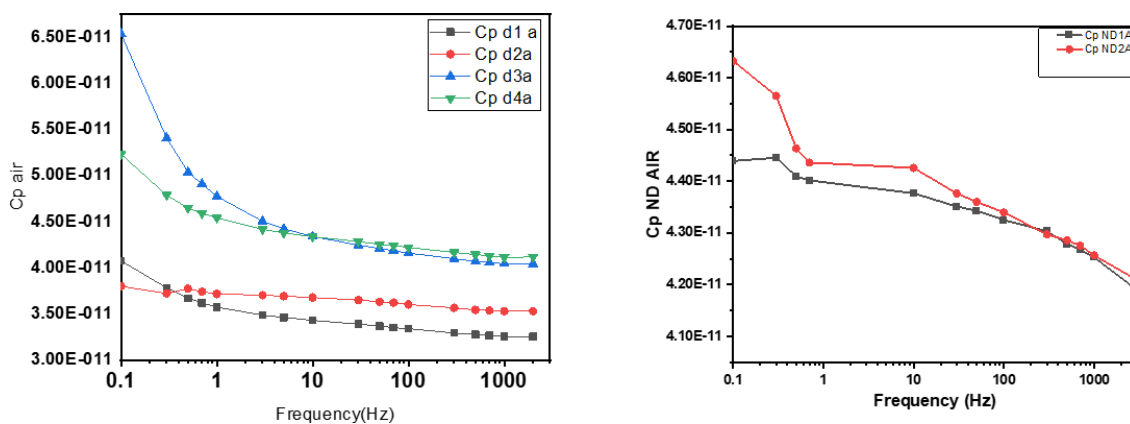 6.50E-011
6.00E-011
5.50E-011
5.00E-011
4.50E-011
4.00E-011
3.50E-011
3.00E-011
Cp air
Cp d1 a
Cp d2a
Cp d3a
Cp d4a
0.1 1 10 100 1000
Frequency(Hz)
4.70E-11
4.60E-11
4.50E-11
4.40E-11
4.30E-11
4.20E-11
4.10E-11
Cp ND AIR
Cp ND1A
Cp ND2A
0.1 1 10 100 1000
Frequency (Hz)